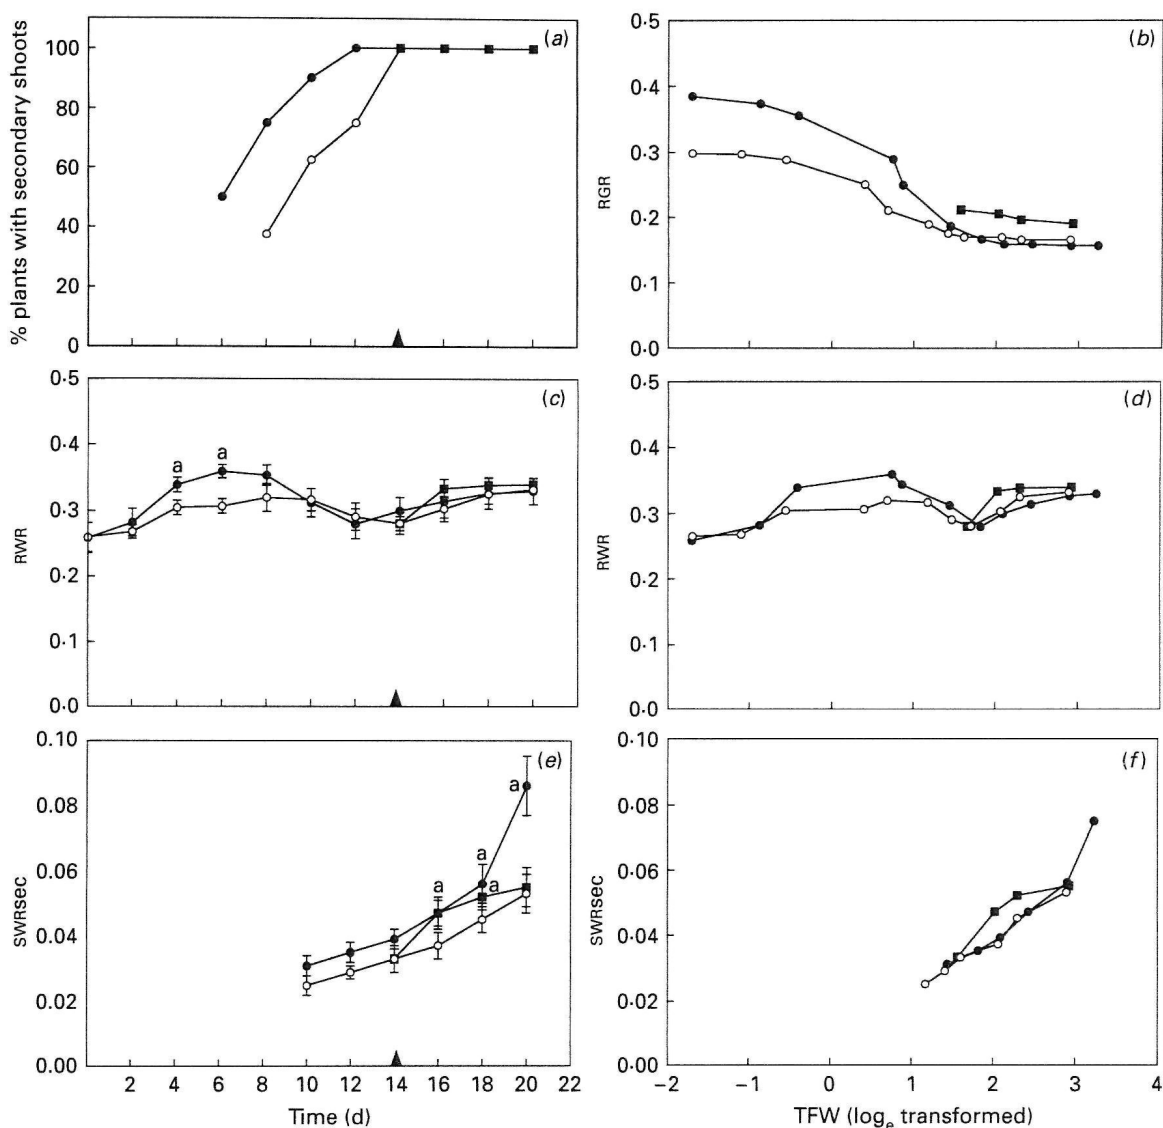 (a)
% plants with secondary shoots
100
80
60
40
20
0
(b)
RGR
0·5
0·4
0·3
0·2
0·1
0·0
(c)
RWR
0·5
0·4
0·3
0·2
0·1
0·0
a a
(d)
RWR
0·5
0·4
0·3
0·2
0·1
0·0
(e)
SWRsec
0.10
0.08
0.06
0.04
0.02
0.00
a
a
a a
2 4 6 8 10 12 14 16 18 20 22
Time (d)
(f)
SWRsec
0.10
0.08
0.06
0.04
0.02
0.00
−2 −1 0 1 2 3 4
TFW (logₑ transformed)